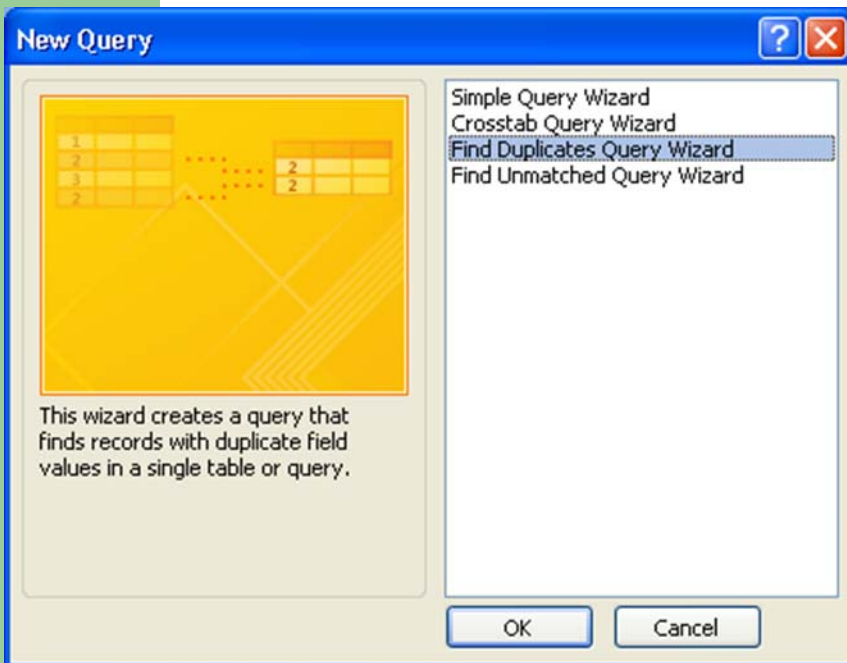 New Query
?
1
2
3
2
2
2
This wizard creates a query that
finds records with duplicate field
values in a single table or query.
Simple Query Wizard
Crosstab Query Wizard
Find Duplicates Query Wizard
Find Unmatched Query Wizard
OK
Cancel